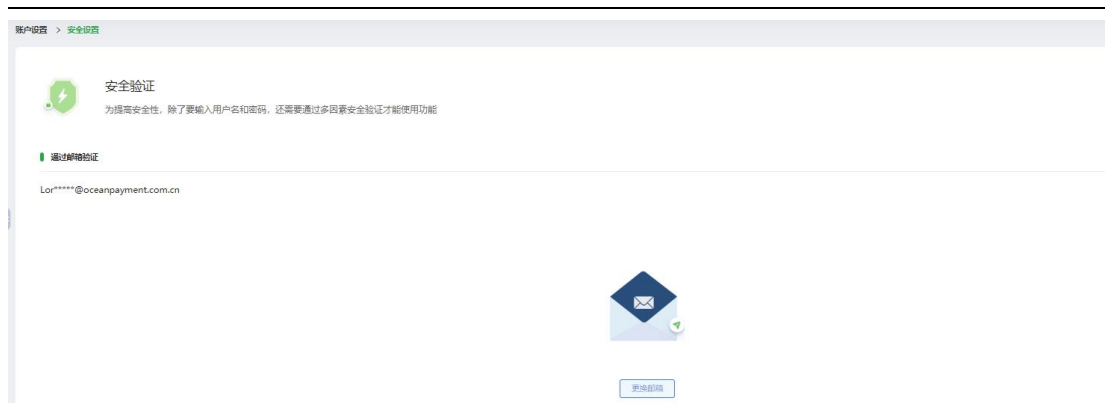 账户设置 > 安全设置
安全验证
为提高安全性，除了要输入用户名和密码，还需要通过多因素安全验证才能使用功能
通过邮箱验证
Lor*****@oceanpayment.com.cn
更换邮箱